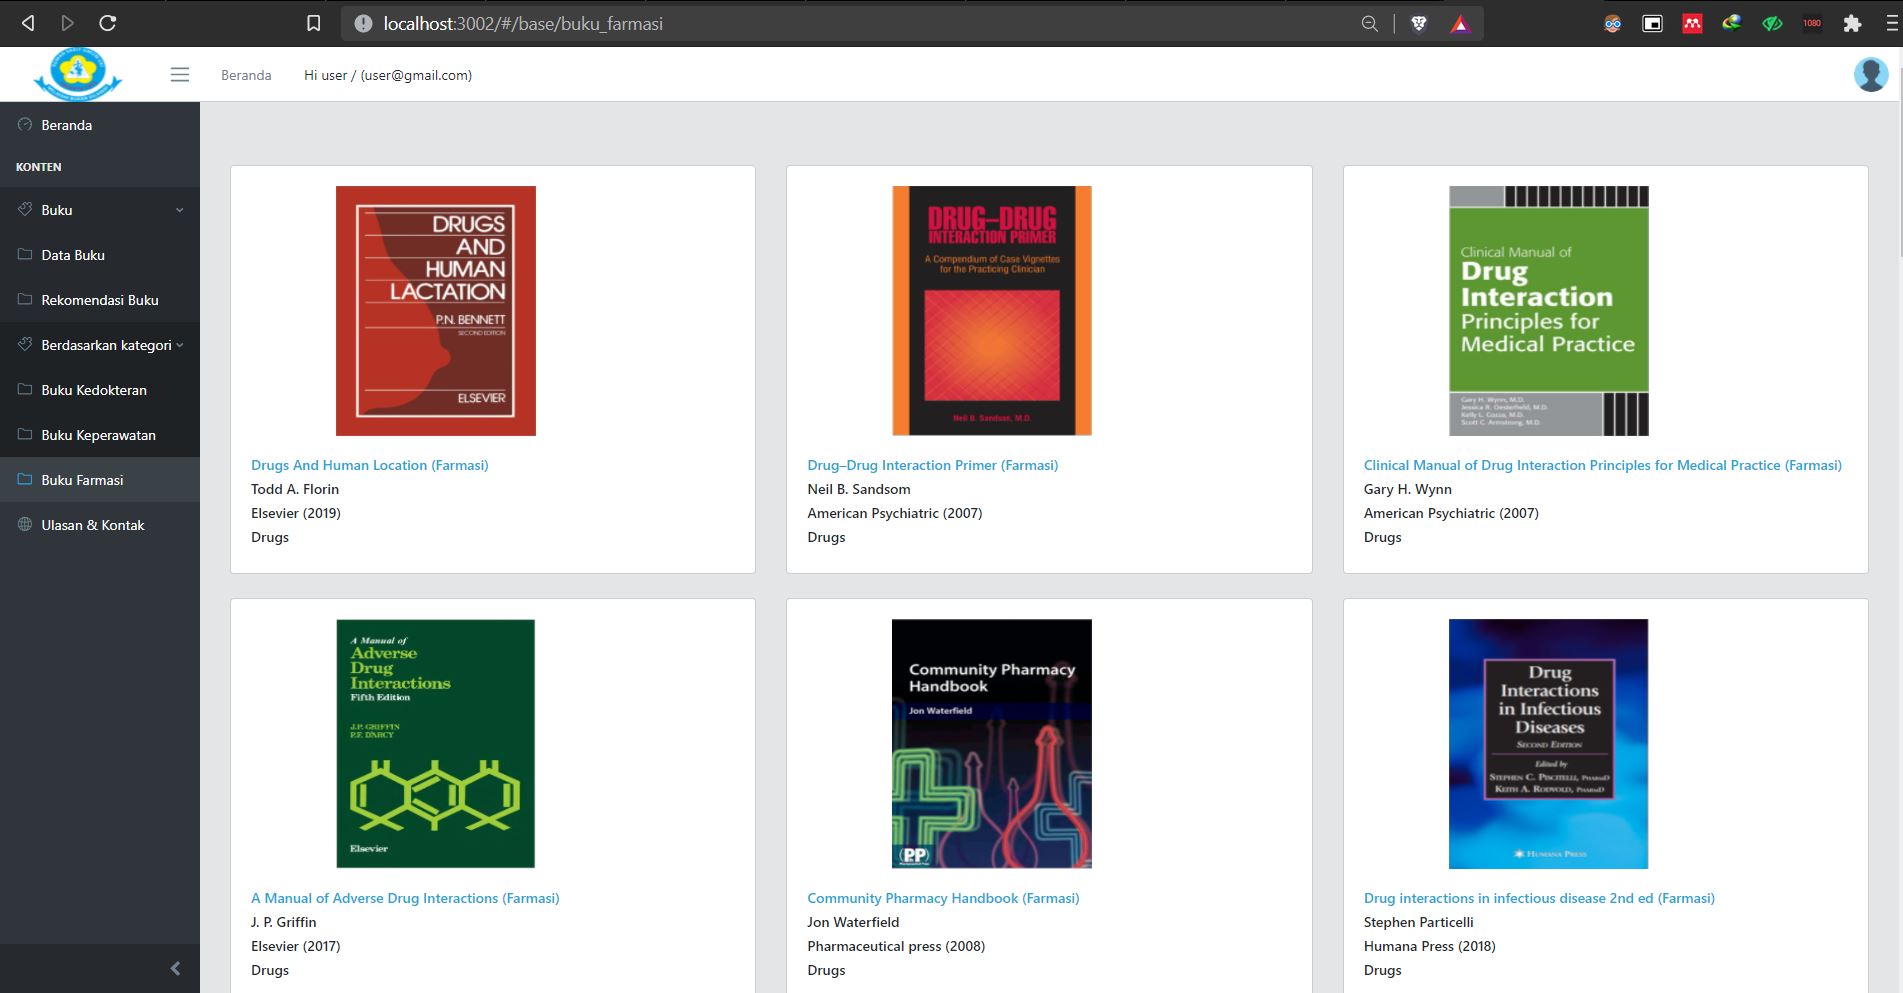 localhost:3002/#/base/buku_farmasi
1080
Beranda
Hi user / (user@gmail.com)
Beranda
KONTEN
Buku
Data Buku
Rekomendasi Buku
Berdasarkan kategori
Buku Kedokteran
Buku Keperawatan
Buku Farmasi
Ulasan & Kontak
DRUGS
AND
HUMAN
LACTATION
P.N. BENNETT
SECOND EDITION
ELSEVIER
Drugs And Human Location (Farmasi)
Todd A. Florin
Elsevier (2019)
Drugs
DRUG–DRUG
INTERACTION PRIMER
A Compendium of Case Vignettes
for the Practicing Clinician
Neil B. Sandson, M.D.
Drug–Drug Interaction Primer (Farmasi)
Neil B. Sandsom
American Psychiatric (2007)
Drugs
Clinical Manual of
Drug
Interaction
Principles for
Medical Practice
Gary H. Wynn, M.D.
Jessica R. Oesterheld, M.D.
Kelly L. Cozza, M.D.
Scott C. Armstrong, M.D.
Clinical Manual of Drug Interaction Principles for Medical Practice (Farmasi)
Gary H. Wynn
American Psychiatric (2007)
Drugs
A Manual of
Adverse
Drug
Interactions
Fifth Edition
J.P. GRIFFIN
P.F. D'ARCY
Elsevier
A Manual of Adverse Drug Interactions (Farmasi)
J. P. Griffin
Elsevier (2017)
Drugs
Community Pharmacy
Handbook
Jon Waterfield
PP
Community Pharmacy Handbook (Farmasi)
Jon Waterfield
Pharmaceutical press (2008)
Drugs
Drug
Interactions
in Infectious
Diseases
SECOND EDITION
Edited by
STEPHEN C. PISCITELLI, PHARMD
KEITH A. RODVOLD, PHARMD
HUMANA PRESS
Drug interactions in infectious disease 2nd ed (Farmasi)
Stephen Particelli
Humana Press (2018)
Drugs